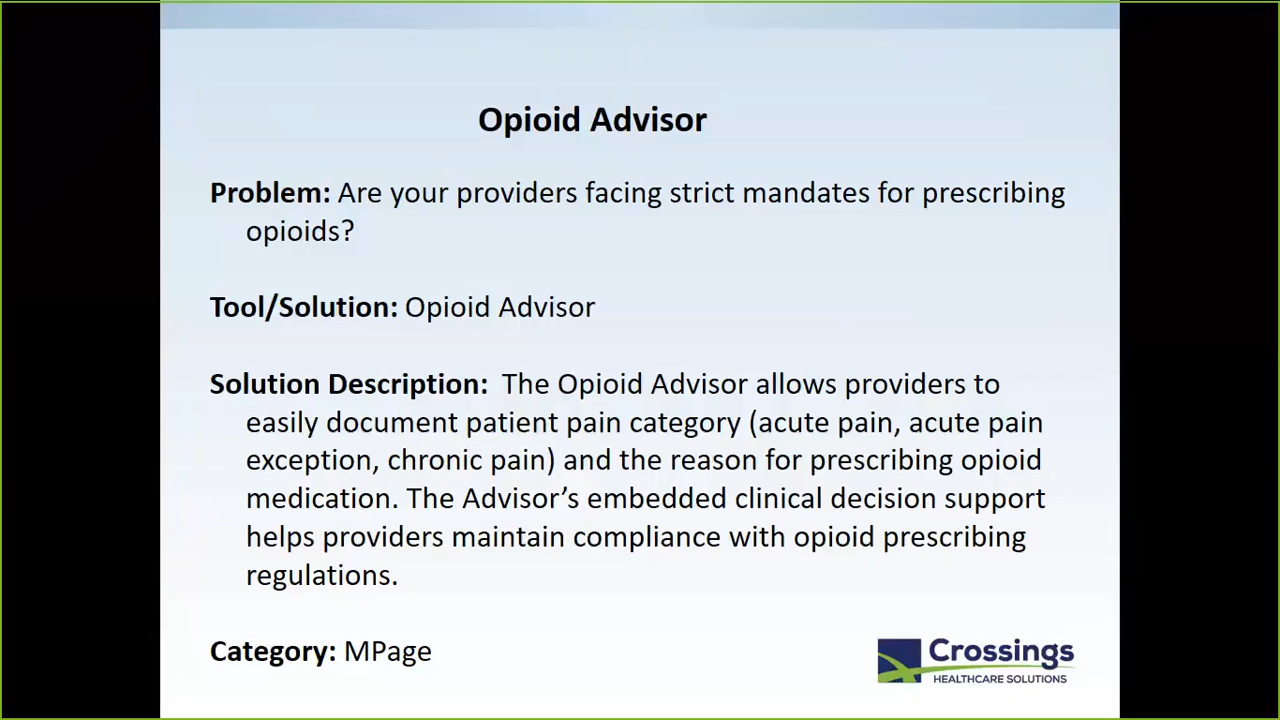 Opioid Advisor
Problem: Are your providers facing strict mandates for prescribing
opioids?
Tool/Solution: Opioid Advisor
Solution Description: The Opioid Advisor allows providers to
easily document patient pain category (acute pain, acute pain
exception, chronic pain) and the reason for prescribing opioid
medication. The Advisor’s embedded clinical decision support
helps providers maintain compliance with opioid prescribing
regulations.
Category: MPage
Crossings
HEALTHCARE SOLUTIONS